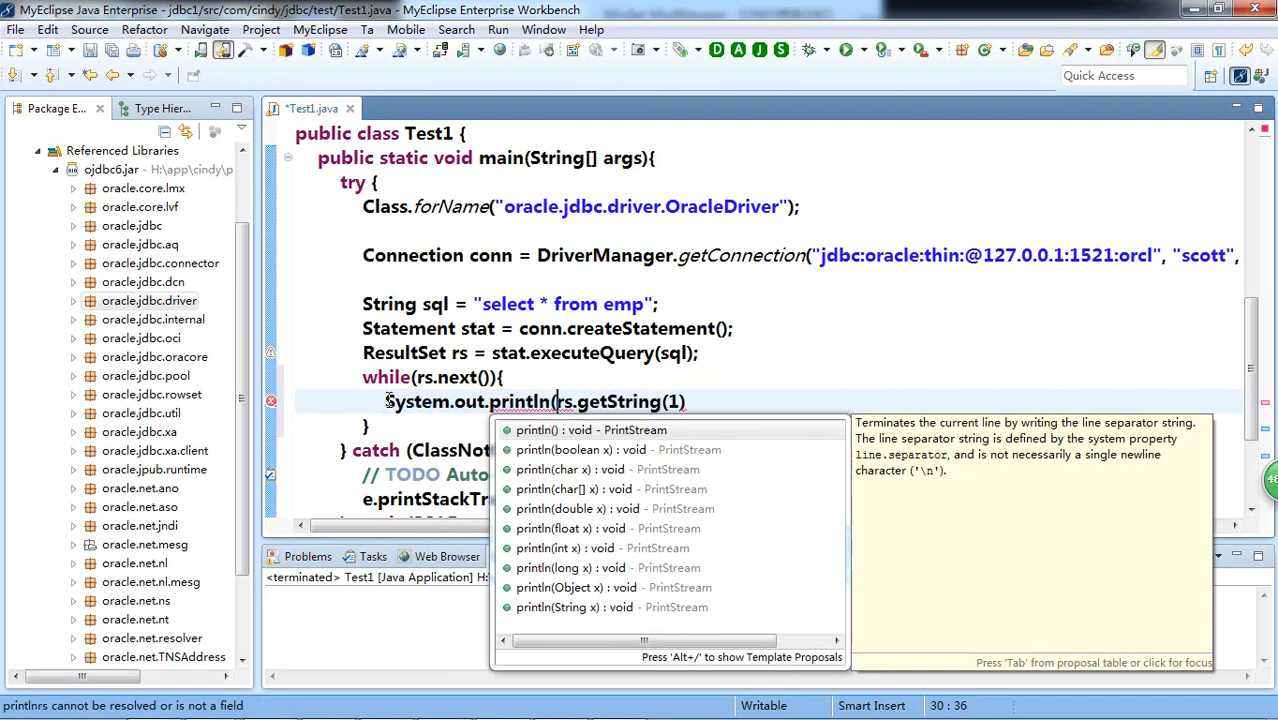 MyEclipse Java Enterprise - jdbc1/src/com/cindy/jdbc/test/Test1.java - MyEclipse Enterprise Workbench
File Edit Source Refactor Navigate Project MyEclipse Ta Mobile Search Run Window Help
Quick Access
Package E...
Type Hier...
Referenced Libraries
ojdbc6.jar - H:\app\cindy\p
oracle.core.lmx
oracle.core.lvf
oracle.jdbc
oracle.jdbc.aq
oracle.jdbc.connector
oracle.jdbc.dcn
oracle.jdbc.driver
oracle.jdbc.internal
oracle.jdbc.oci
oracle.jdbc.oracore
oracle.jdbc.pool
oracle.jdbc.rowset
oracle.jdbc.util
oracle.jdbc.xa
oracle.jdbc.xa.client
oracle.jpub.runtime
oracle.net.ano
oracle.net.aso
oracle.net.jndi
oracle.net.mesg
oracle.net.nl
oracle.net.nl.mesg
oracle.net.ns
oracle.net.nt
oracle.net.resolver
oracle.net.TNSAddress
*Test1.java
public class Test1 {
public static void main(String[] args){
try {
Class.forName("oracle.jdbc.driver.OracleDriver");
Connection conn = DriverManager.getConnection("jdbc:oracle:thin:@127.0.0.1:1521:orcl", "scott",
String sql = "select * from emp";
Statement stat = conn.createStatement();
ResultSet rs = stat.executeQuery(sql);
while(rs.next()){
System.out.println(rs.getString(1)
}
} catch (ClassNot
// TODO Auto
e.printStackTr
println() : void - PrintStream
println(boolean x) : void - PrintStream
println(char x) : void - PrintStream
println(char[] x) : void - PrintStream
println(double x) : void - PrintStream
println(float x) : void - PrintStream
println(int x) : void - PrintStream
println(long x) : void - PrintStream
println(Object x) : void - PrintStream
println(String x) : void - PrintStream
Press 'Alt+/' to show Template Proposals
Terminates the current line by writing the line separator string.
The line separator string is defined by the system property
line.separator, and is not necessarily a single newline
character ('\n').
Press 'Tab' from proposal table or click for focus
48
Problems Tasks Web Browser
<terminated> Test1 [Java Application] H:
printlnrs cannot be resolved or is not a field
Writable
Smart Insert
30 : 36